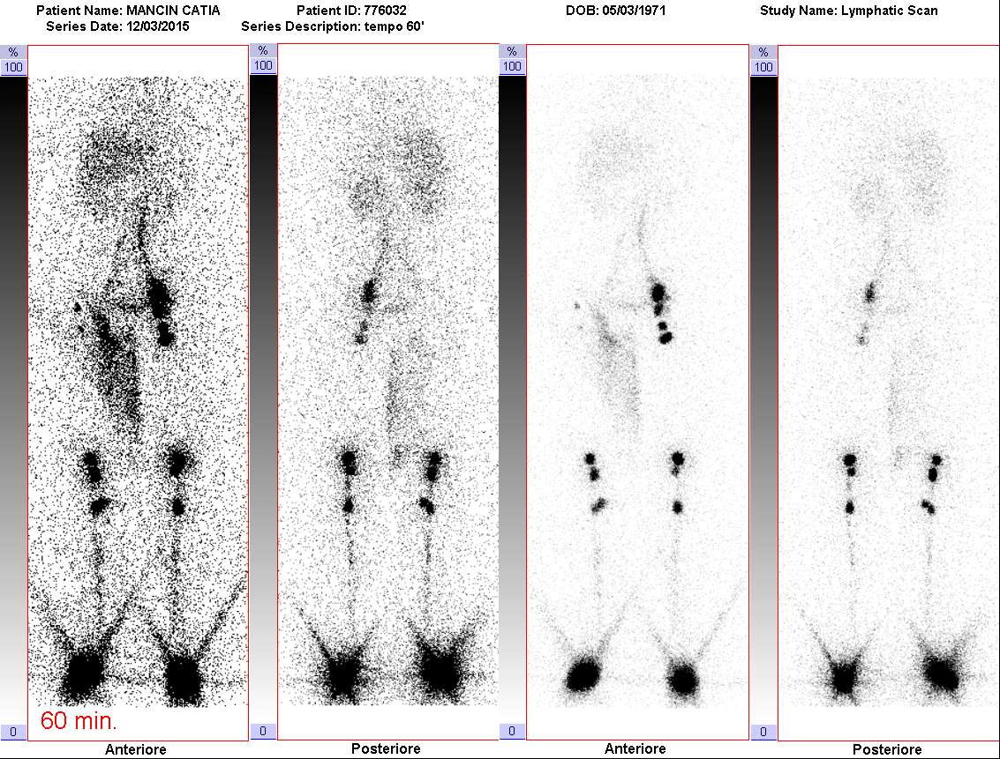 Patient Name: MANCIN CATIA Patient ID: 776032 DOB: 05/03/1971 Study Name: Lymphatic Scan
Series Date: 12/03/2015 Series Description: tempo 60'
% % % %
100 100 100 100
60 min.
0 0 0 0
Anteriore Posteriore Anteriore Posteriore